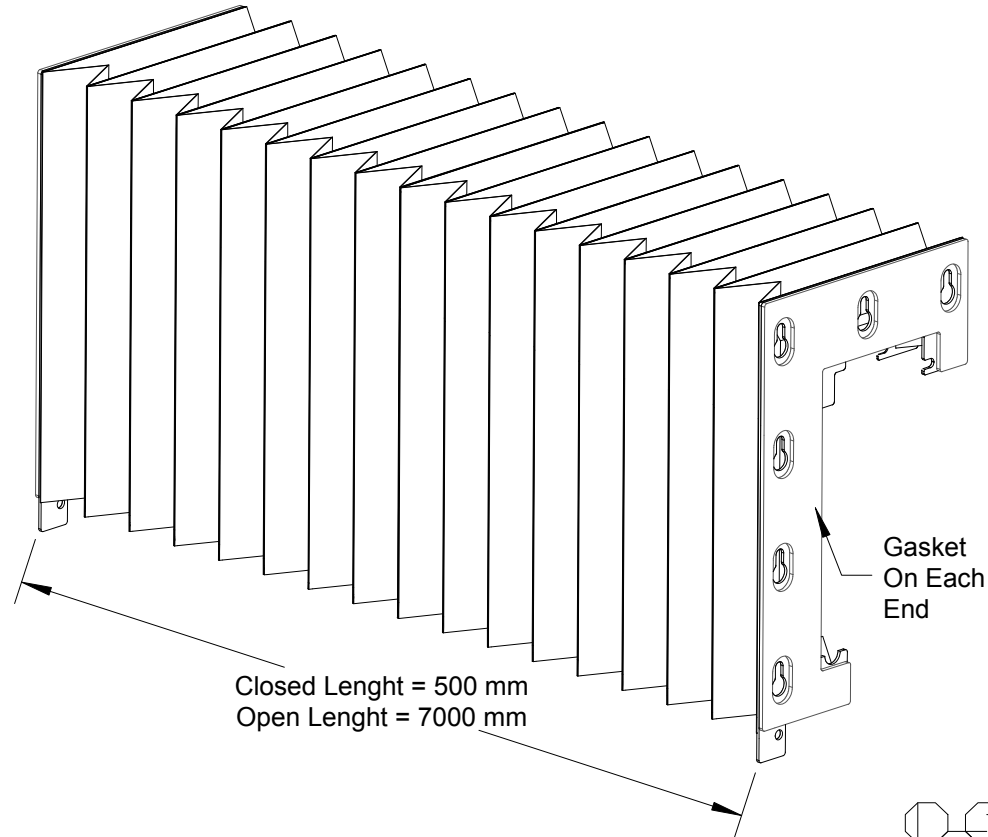 Gasket
On Each
End
Closed Lenght = 500 mm
Open Lenght = 7000 mm